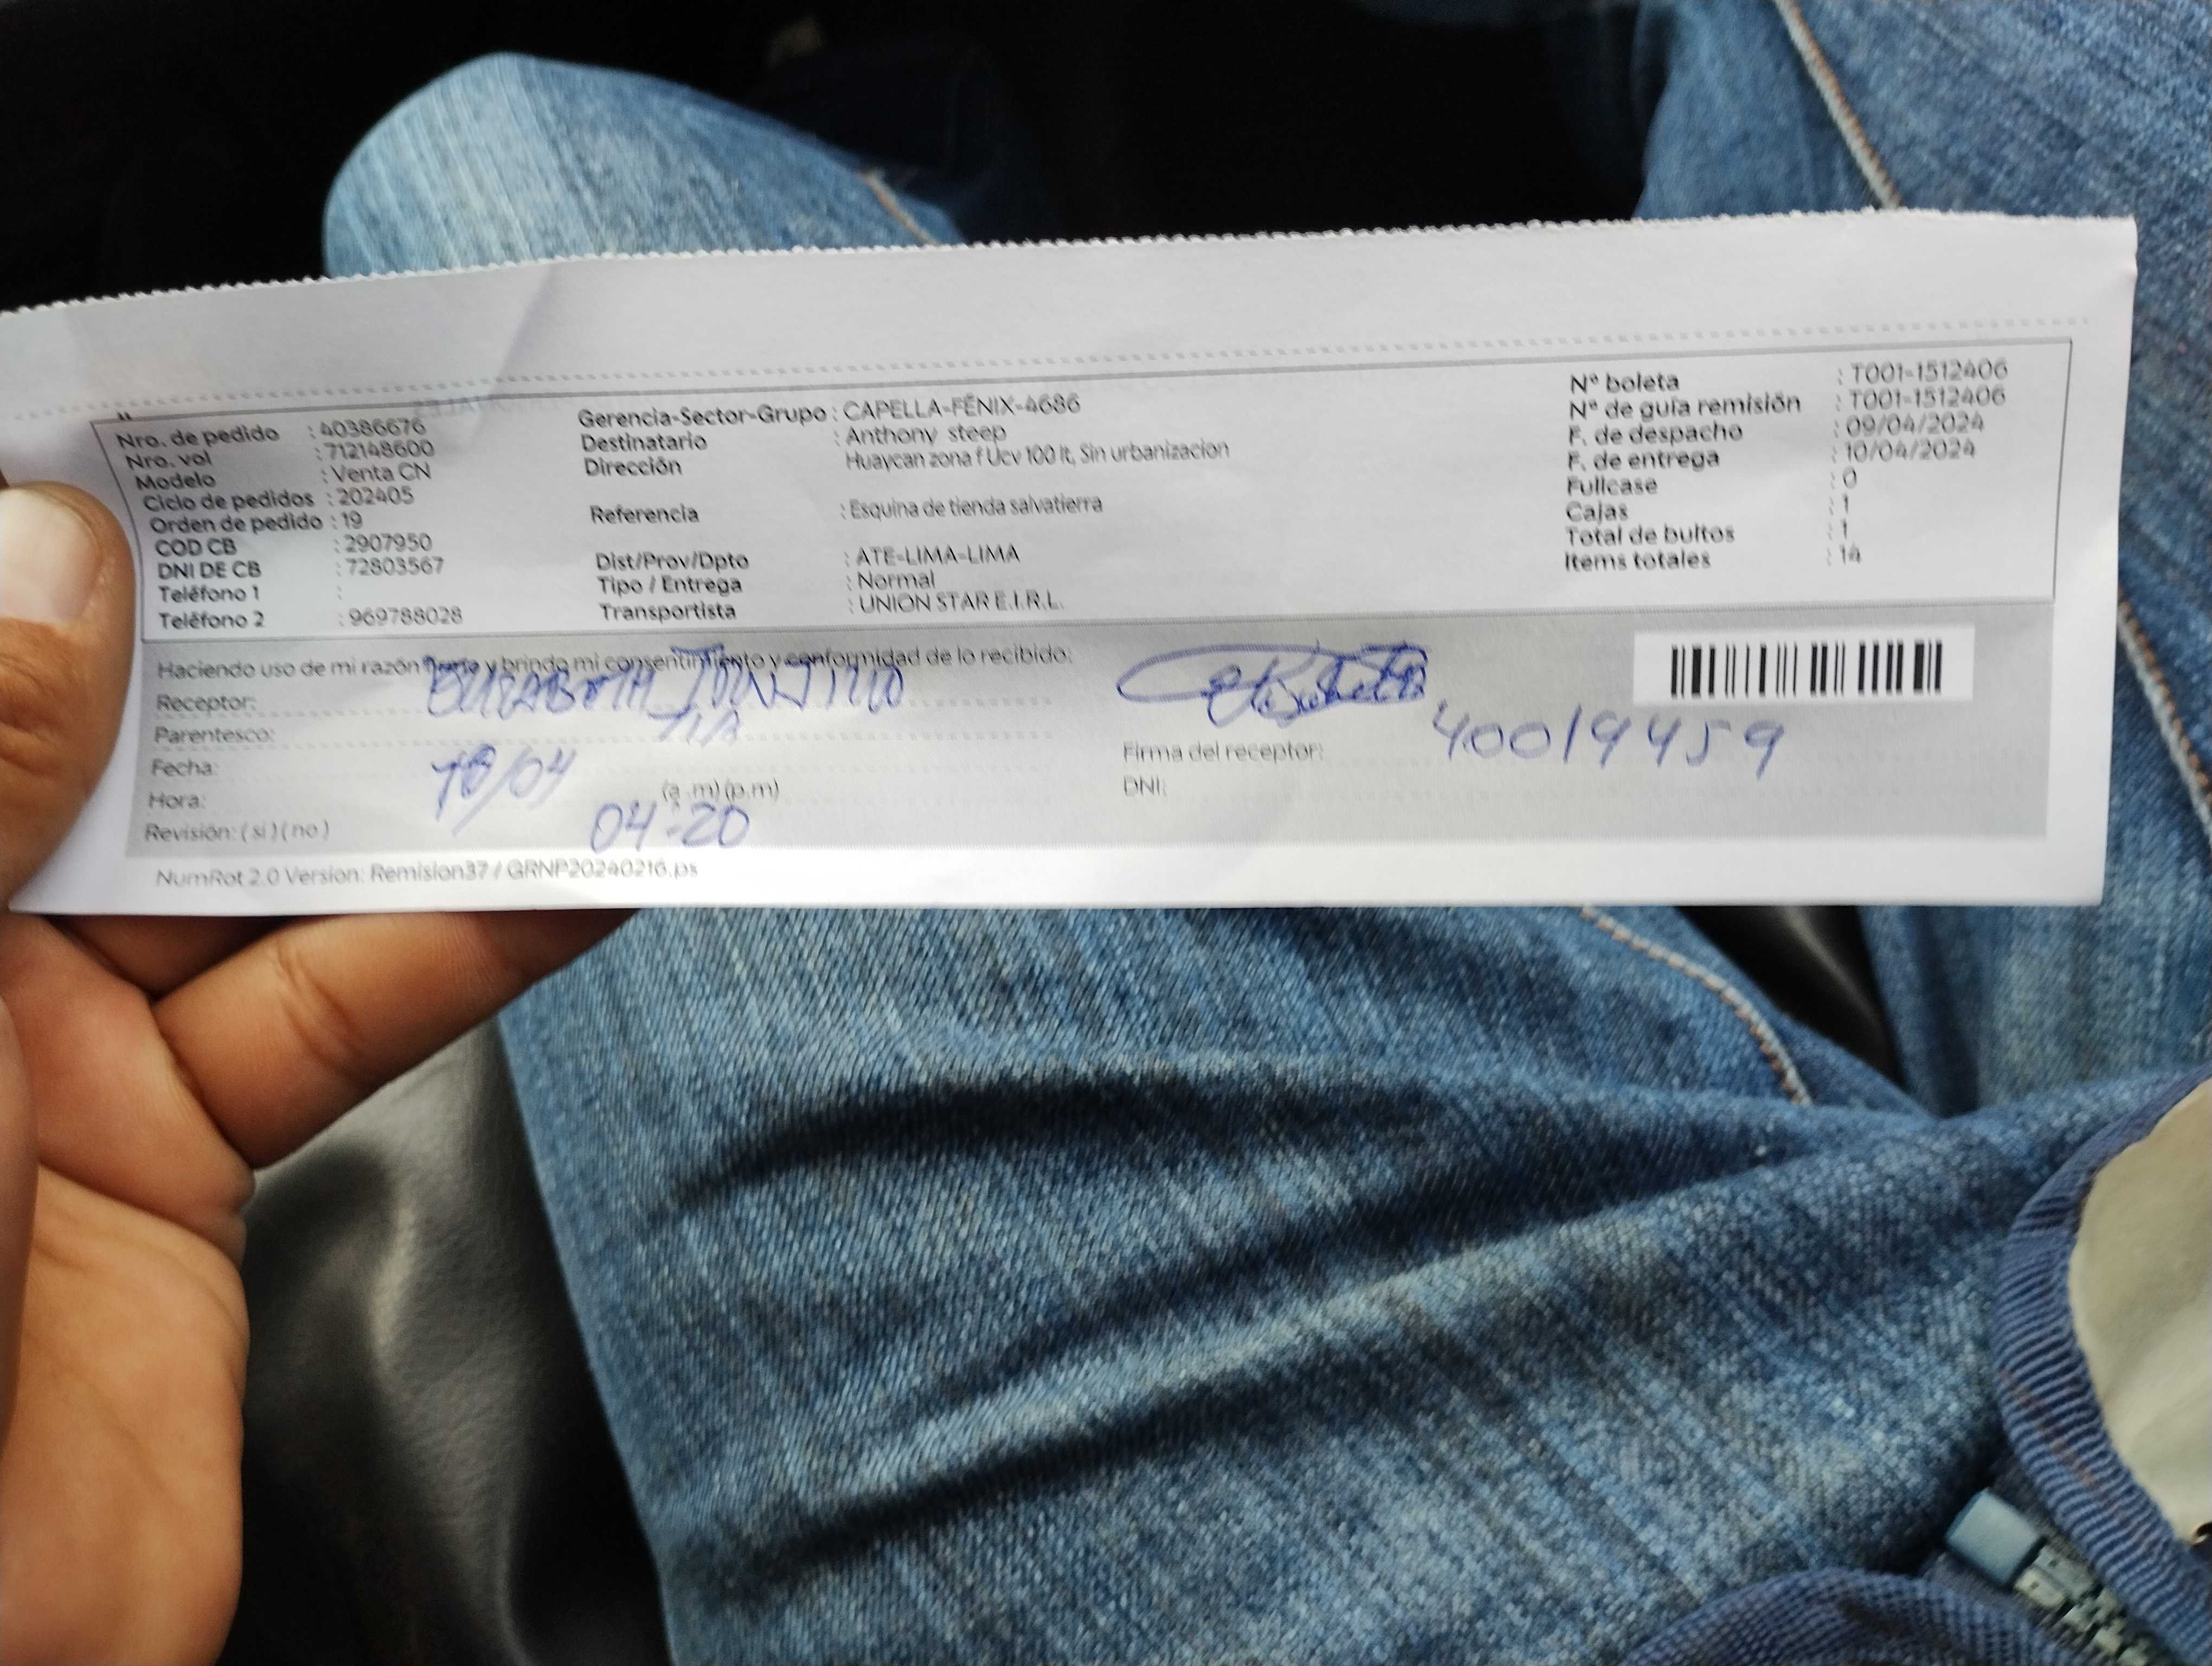 Nro. de pedido : 40386676
Nro. vol : 712148600
Modelo : Venta CN
Ciclo de pedidos : 202405
Orden de pedido : 19
COD CB : 2907950
DNI DE CB : 72803567
Teléfono 1 :
Teléfono 2 : 969788028
Gerencia-Sector-Grupo : CAPELLA-FÉNIX-4686
Destinatario : Anthony steep
Dirección Huaycan zona f Ucv 100 lt, Sin urbanizacion
Referencia : Esquina de tienda salvatierra
Dist/Prov/Dpto : ATE-LIMA-LIMA
Tipo / Entrega : Normal
Transportista : UNION STAR E.I.R.L.
Nº boleta : T001-1512406
Nº de guía remisión : T001-1512406
F. de despacho : 09/04/2024
F. de entrega : 10/04/2024
Fullcase : 0
Cajas : 1
Total de bultos : 1
Items totales : 14
Haciendo uso de mi razón firmo y brindo mi consentimiento y conformidad de lo recibido:
Receptor:
Parentesco: TIA
Fecha: 10/04
Hora: (a .m) (p.m) 04:20
Revisión: ( si ) ( no )
Firma del receptor:
DNI: 40019459
NumRot 2.0 Version: Remision37 / GRNP20240216.ps